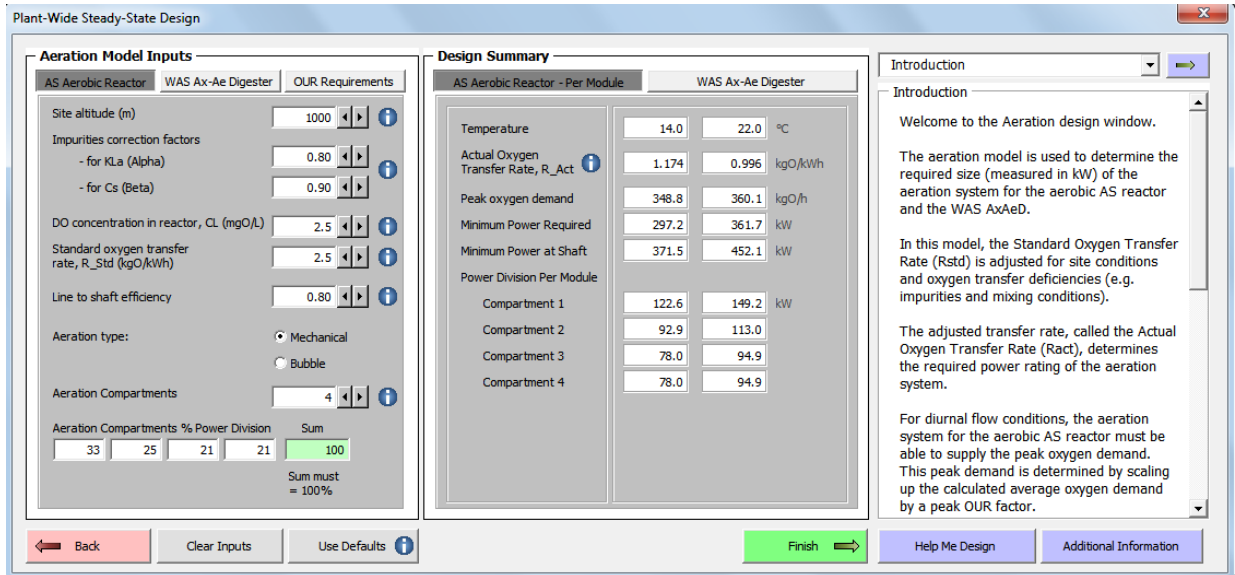 Plant-Wide Steady-State Design
Aeration Model Inputs
AS Aerobic Reactor WAS Ax-Ae Digester OUR Requirements
Site altitude (m) 1000
Impurities correction factors
- for KLa (Alpha) 0.80
- for Cs (Beta) 0.90
DO concentration in reactor, CL (mgO/L) 2.5
Standard oxygen transfer
rate, R_Std (kgO/kWh) 2.5
Line to shaft efficiency 0.80
Aeration type: Mechanical
Bubble
Aeration Compartments 4
Aeration Compartments % Power Division Sum
33 25 21 21 100
Sum must
= 100%
Design Summary
AS Aerobic Reactor - Per Module WAS Ax-Ae Digester
Temperature 14.0 22.0 ºC
Actual Oxygen
Transfer Rate, R_Act 1.174 0.996 kgO/kWh
Peak oxygen demand 348.8 360.1 kgO/h
Minimum Power Required 297.2 361.7 kW
Minimum Power at Shaft 371.5 452.1 kW
Power Division Per Module
Compartment 1 122.6 149.2 kW
Compartment 2 92.9 113.0
Compartment 3 78.0 94.9
Compartment 4 78.0 94.9
Introduction
Introduction
Welcome to the Aeration design window.
The aeration model is used to determine the
required size (measured in kW) of the
aeration system for the aerobic AS reactor
and the WAS AxAeD.
In this model, the Standard Oxygen Transfer
Rate (Rstd) is adjusted for site conditions
and oxygen transfer deficiencies (e.g.
impurities and mixing conditions).
The adjusted transfer rate, called the Actual
Oxygen Transfer Rate (Ract), determines
the required power rating of the aeration
system.
For diurnal flow conditions, the aeration
system for the aerobic AS reactor must be
able to supply the peak oxygen demand.
This peak demand is determined by scaling
up the calculated average oxygen demand
by a peak OUR factor.
Back Clear Inputs Use Defaults Finish Help Me Design Additional Information